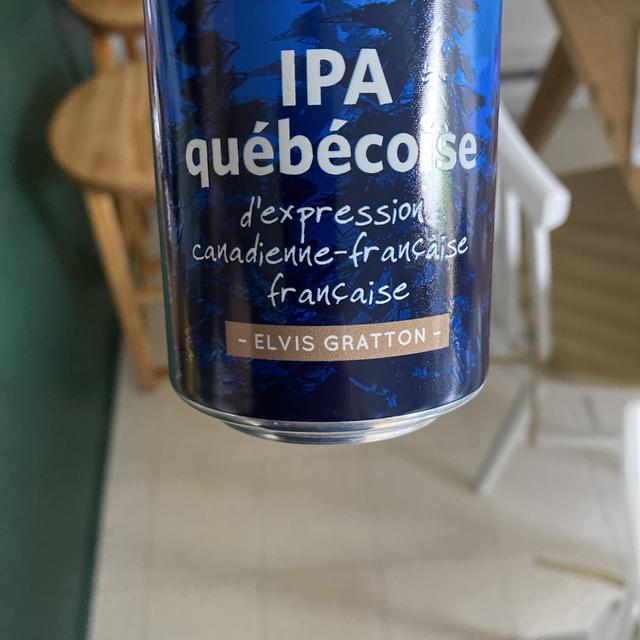 IPA
québécoise
d'expression
canadienne-française
française
- ELVIS GRATTON -